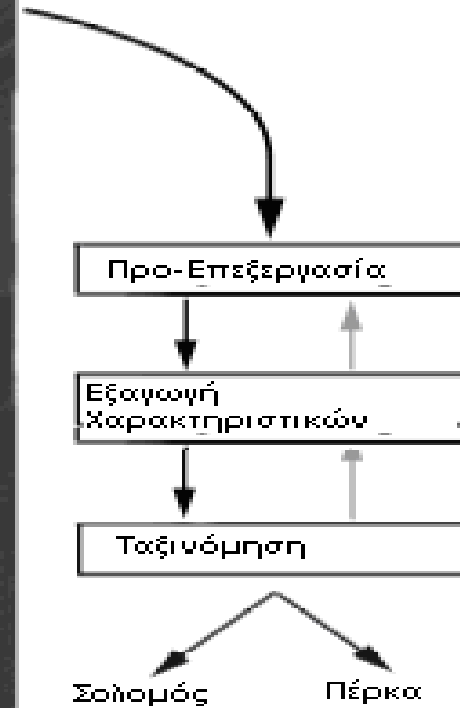 Προ-Επεξεργασία
Εξαγωγή
Χαρακτηριστικών
Ταξινόμηση
Σολομός Πέρκα